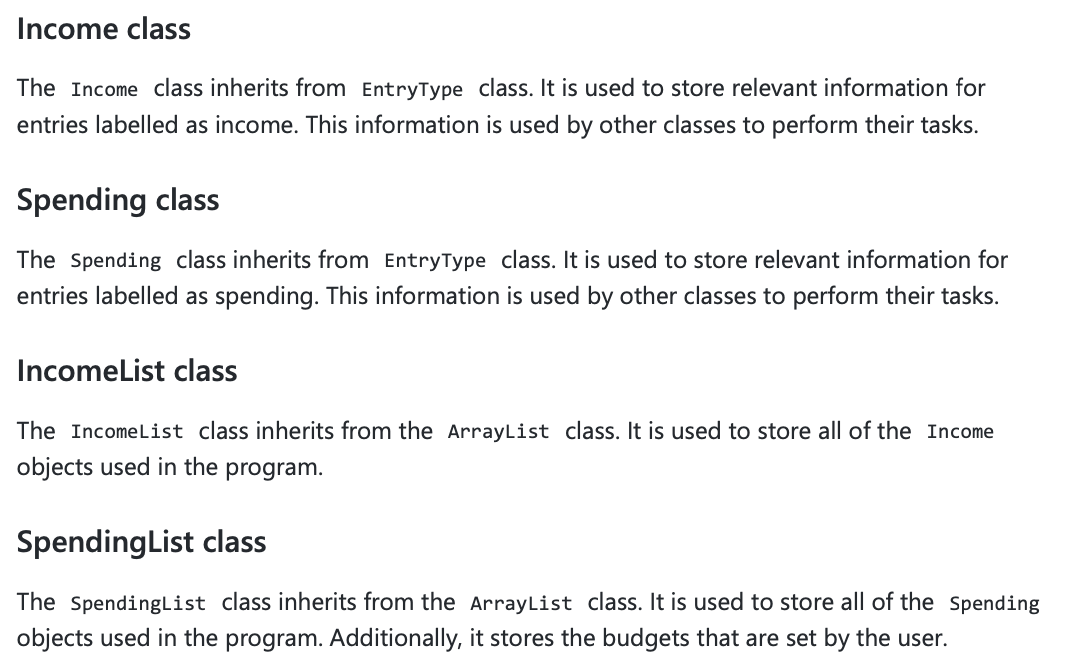 Income class
The Income class inherits from EntryType class. It is used to store relevant information for
entries labelled as income. This information is used by other classes to perform their tasks.
Spending class
The Spending class inherits from EntryType class. It is used to store relevant information for
entries labelled as spending. This information is used by other classes to perform their tasks.
IncomeList class
The IncomeList class inherits from the ArrayList class. It is used to store all of the Income
objects used in the program.
SpendingList class
The SpendingList class inherits from the ArrayList class. It is used to store all of the Spending
objects used in the program. Additionally, it stores the budgets that are set by the user.